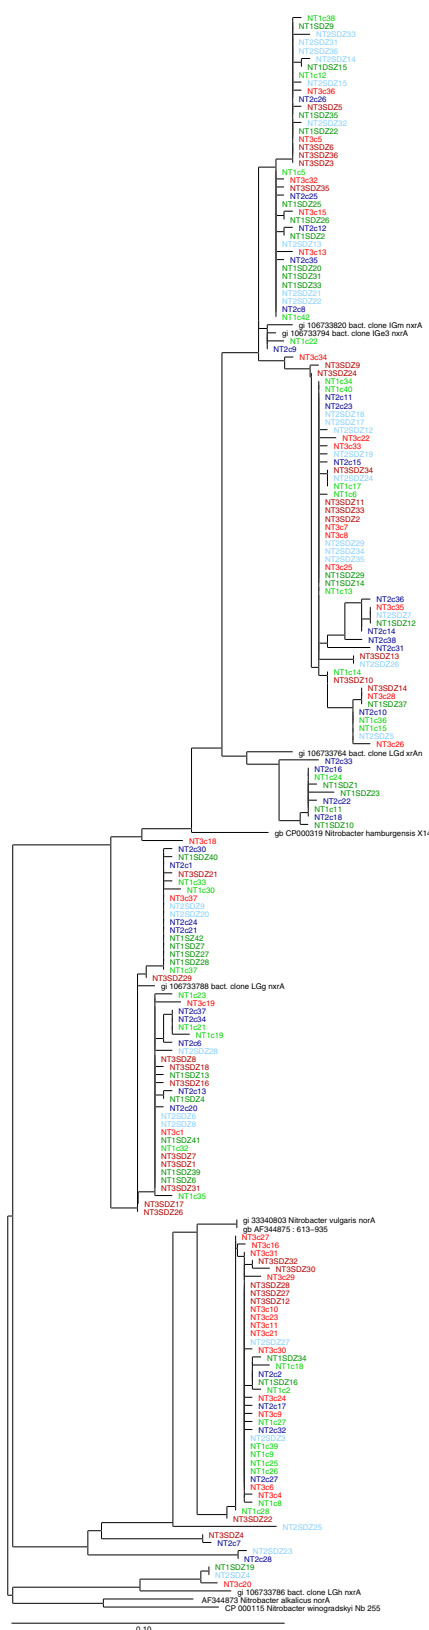 NT1c38
NT1SDZ9
NT2SDZ33
NT2SDZ31
NT2SDZ36
NT2SDZ14
NT1DSZ15
NT1c12
NT2SDZ15
NT3c36
NT2c26
NT3SDZ5
NT1SDZ35
NT2SDZ32
NT1SDZ22
NT3c5
NT3SDZ6
NT3SDZ36
NT3SDZ3
NT1c5
NT3c32
NT3SDZ35
NT2c25
NT1SDZ25
NT3c15
NT1SDZ26
NT2c12
NT1SDZ2
NT2SDZ13
NT3c13
NT2c35
NT1SDZ20
NT1SDZ31
NT1SDZ33
NT2SDZ21
NT2SDZ22
NT2c8
NT1c42
gi 106733820 bact. clone IGm nxrA
gi 106733794 bact. clone IGe3 nxrA
NT1c22
NT2c9
NT3c34
NT3SDZ9
NT3SDZ24
NT1c34
NT1c40
NT2c11
NT2c23
NT2SDZ18
NT2SDZ17
NT2SDZ12
NT3c22
NT3c33
NT2SDZ19
NT2c15
NT3SDZ34
NT2SDZ24
NT1c17
NT1c6
NT3SDZ11
NT3SDZ33
NT3SDZ2
NT3c7
NT3c8
NT2SDZ29
NT2SDZ34
NT2SDZ35
NT3c25
NT1SDZ29
NT1SDZ14
NT1c13
NT2c36
NT3c35
NT2SDZ7
NT1SDZ12
NT2c14
NT2c38
NT2c31
NT3SDZ13
NT2SDZ26
NT1c14
NT3SDZ10
NT3SDZ14
NT3c28
NT1SDZ37
NT2c10
NT1c36
NT1c15
NT2SDZ5
NT3c26
gi 106733764 bact. clone LGd xrAn
NT2c33
NT2c16
NT1c24
NT1SDZ1
NT1SDZ23
NT2c22
NT1c11
NT2c18
NT1SDZ10
gb CP000319 Nitrobacter hamburgensis X14
NT3c18
NT2c30
NT1SDZ40
NT2c1
NT3SDZ21
NT1c33
NT1c30
NT3c37
NT2SDZ9
NT2SDZ20
NT2c24
NT2c21
NT1SZ42
NT1SDZ7
NT1SDZ27
NT1SDZ28
NT1c37
NT3SDZ29
gi 106733788 bact. clone LGg nxrA
NT1c23
NT3c19
NT2c37
NT2c34
NT1c21
NT1c19
NT2c6
NT2SDZ28
NT3SDZ8
NT3SDZ18
NT1SDZ13
NT3SDZ16
NT2c13
NT1SDZ4
NT2c20
NT2SDZ6
NT2SDZ8
NT3c1
NT1SDZ41
NT1c32
NT3SDZ7
NT3SDZ1
NT1SDZ39
NT1SDZ6
NT3SDZ31
NT1c35
NT3SDZ17
NT3SDZ26
gi 33340803 Nitrobacter vulgaris norA
gb AF344875 : 613-935
NT3c27
NT3c16
NT3c31
NT3SDZ32
NT3SDZ30
NT3c29
NT3SDZ28
NT3SDZ27
NT3SDZ12
NT3c10
NT3c23
NT3c11
NT3c21
NT2SDZ27
NT3c30
NT1SDZ34
NT1c18
NT2c2
NT1SDZ16
NT1c2
NT3c24
NT2c17
NT3c9
NT1c27
NT2c32
NT2SDZ3
NT1c39
NT1c9
NT1c25
NT1c26
NT2c27
NT3c6
NT3c4
NT1c8
NT1c28
NT3SDZ22
NT2SDZ25
NT3SDZ4
NT2c7
NT2SDZ23
NT2c28
NT1SDZ19
NT2SDZ4
NT3c20
gi 106733786 bact. clone LGh nxrA
AF344873 Nitrobacter alkalicus norA
CP 000115 Nitrobacter winogradskyi Nb 255
0.10